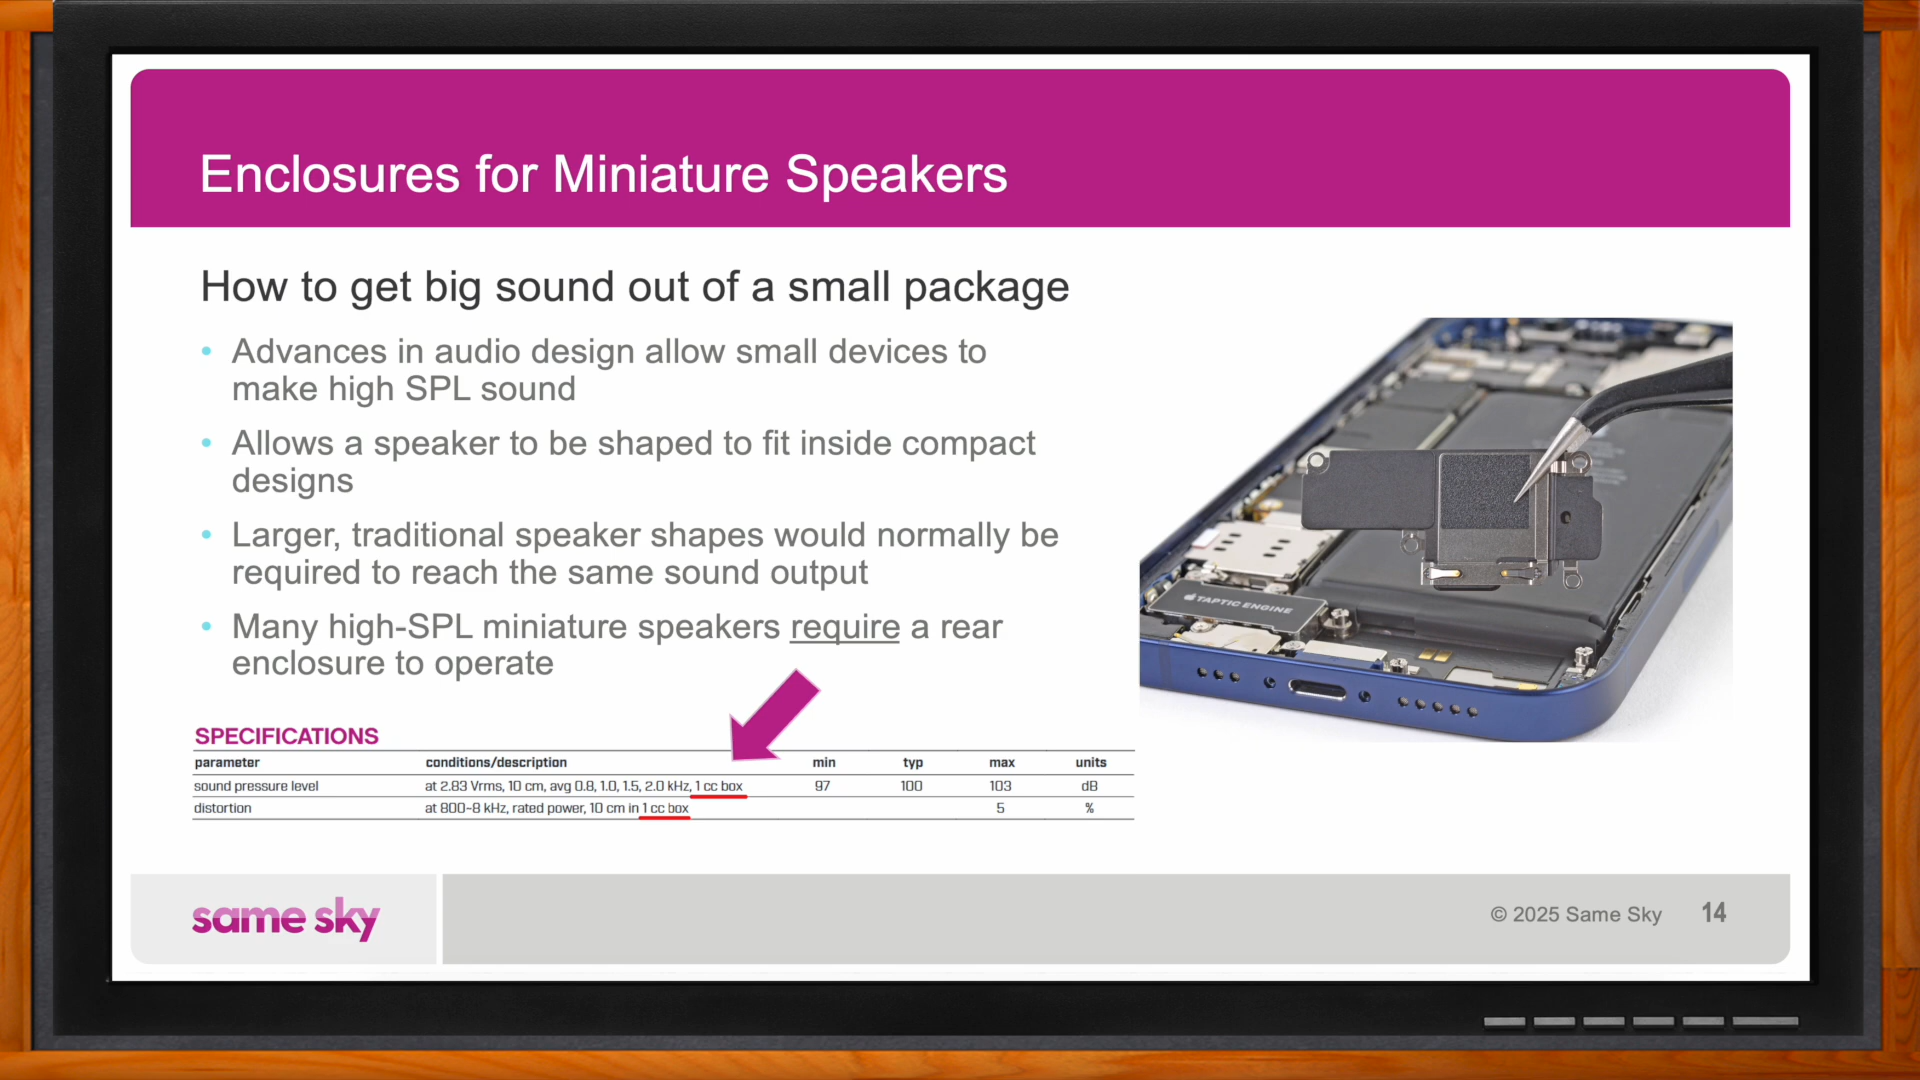 Enclosures for Miniature Speakers
How to get big sound out of a small package
• Advances in audio design allow small devices to
make high SPL sound
• Allows a speaker to be shaped to fit inside compact
designs
• Larger, traditional speaker shapes would normally be
required to reach the same sound output
• Many high-SPL miniature speakers require a rear
enclosure to operate
TAPTIC ENGINE
SPECIFICATIONS
parameter conditions/description min typ max units
sound pressure level at 2.83 Vrms, 10 cm, avg 0.8, 1.0, 1.5, 2.0 kHz, 1 cc box 97 100 103 dB
distortion at 800-8 kHz, rated power, 10 cm in 1 cc box 5 %
same sky
© 2025 Same Sky 14